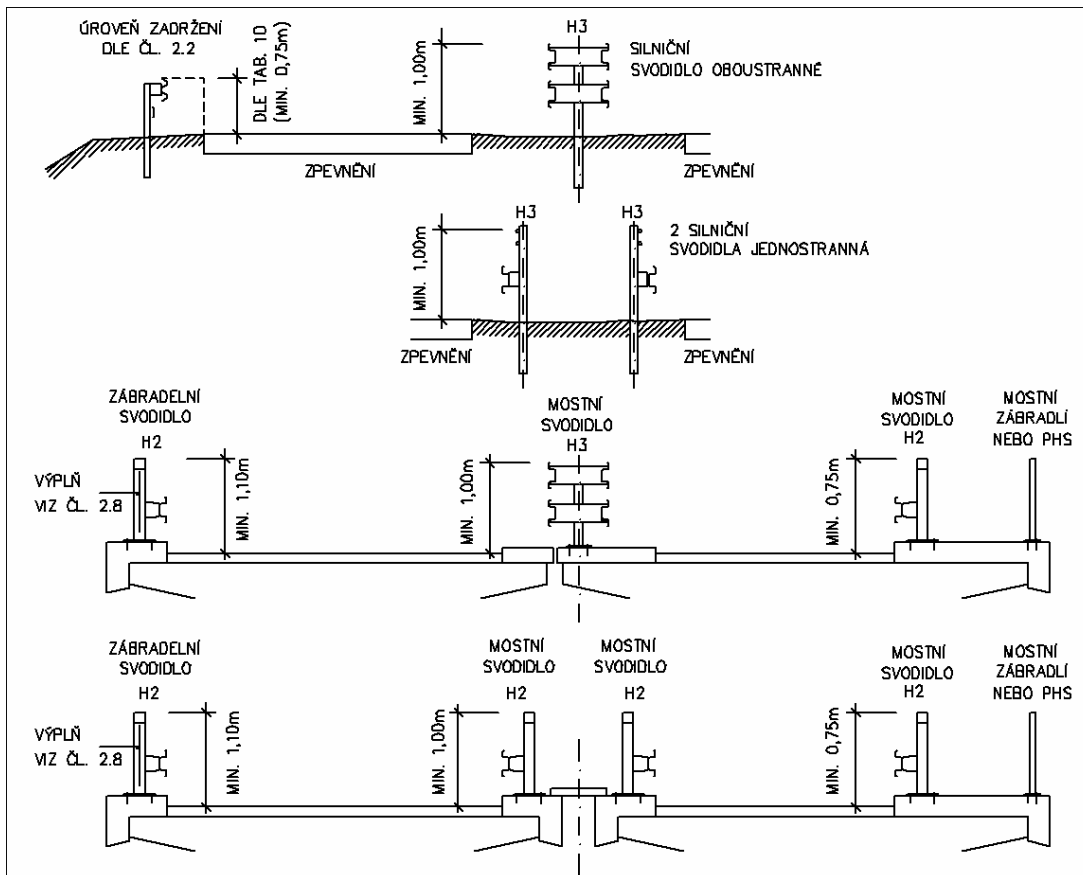 ÚROVEŇ ZADRŽENÍ
DLE ČL. 2.2
DLE TAB. 10
(MIN. 0,75m)
MIN. 1,00m
H3
SILNIČNÍ
SVODIDLO OBOUSTRANNÉ
ZPEVNĚNÍ
ZPEVNĚNÍ
MIN. 1,00m
H3
H3
2 SILNIČNÍ
SVODIDLA JEDNOSTRANNÁ
ZPEVNĚNÍ
ZPEVNĚNÍ
ZÁBRADELNÍ
SVODIDLO
H2
VÝPLŇ
VIZ ČL. 2.8
MIN. 1,10m
MIN. 1,00m
MOSTNÍ
SVODIDLO
H3
MIN. 0,75m
MOSTNÍ
SVODIDLO
H2
MOSTNÍ
ZÁBRADLÍ
NEBO PHS
ZÁBRADELNÍ
SVODIDLO
H2
VÝPLŇ
VIZ ČL. 2.8
MIN. 1,10m
MIN. 1,00m
MOSTNÍ
SVODIDLO
H2
MOSTNÍ
SVODIDLO
H2
MIN. 0,75m
MOSTNÍ
SVODIDLO
H2
MOSTNÍ
ZÁBRADLÍ
NEBO PHS